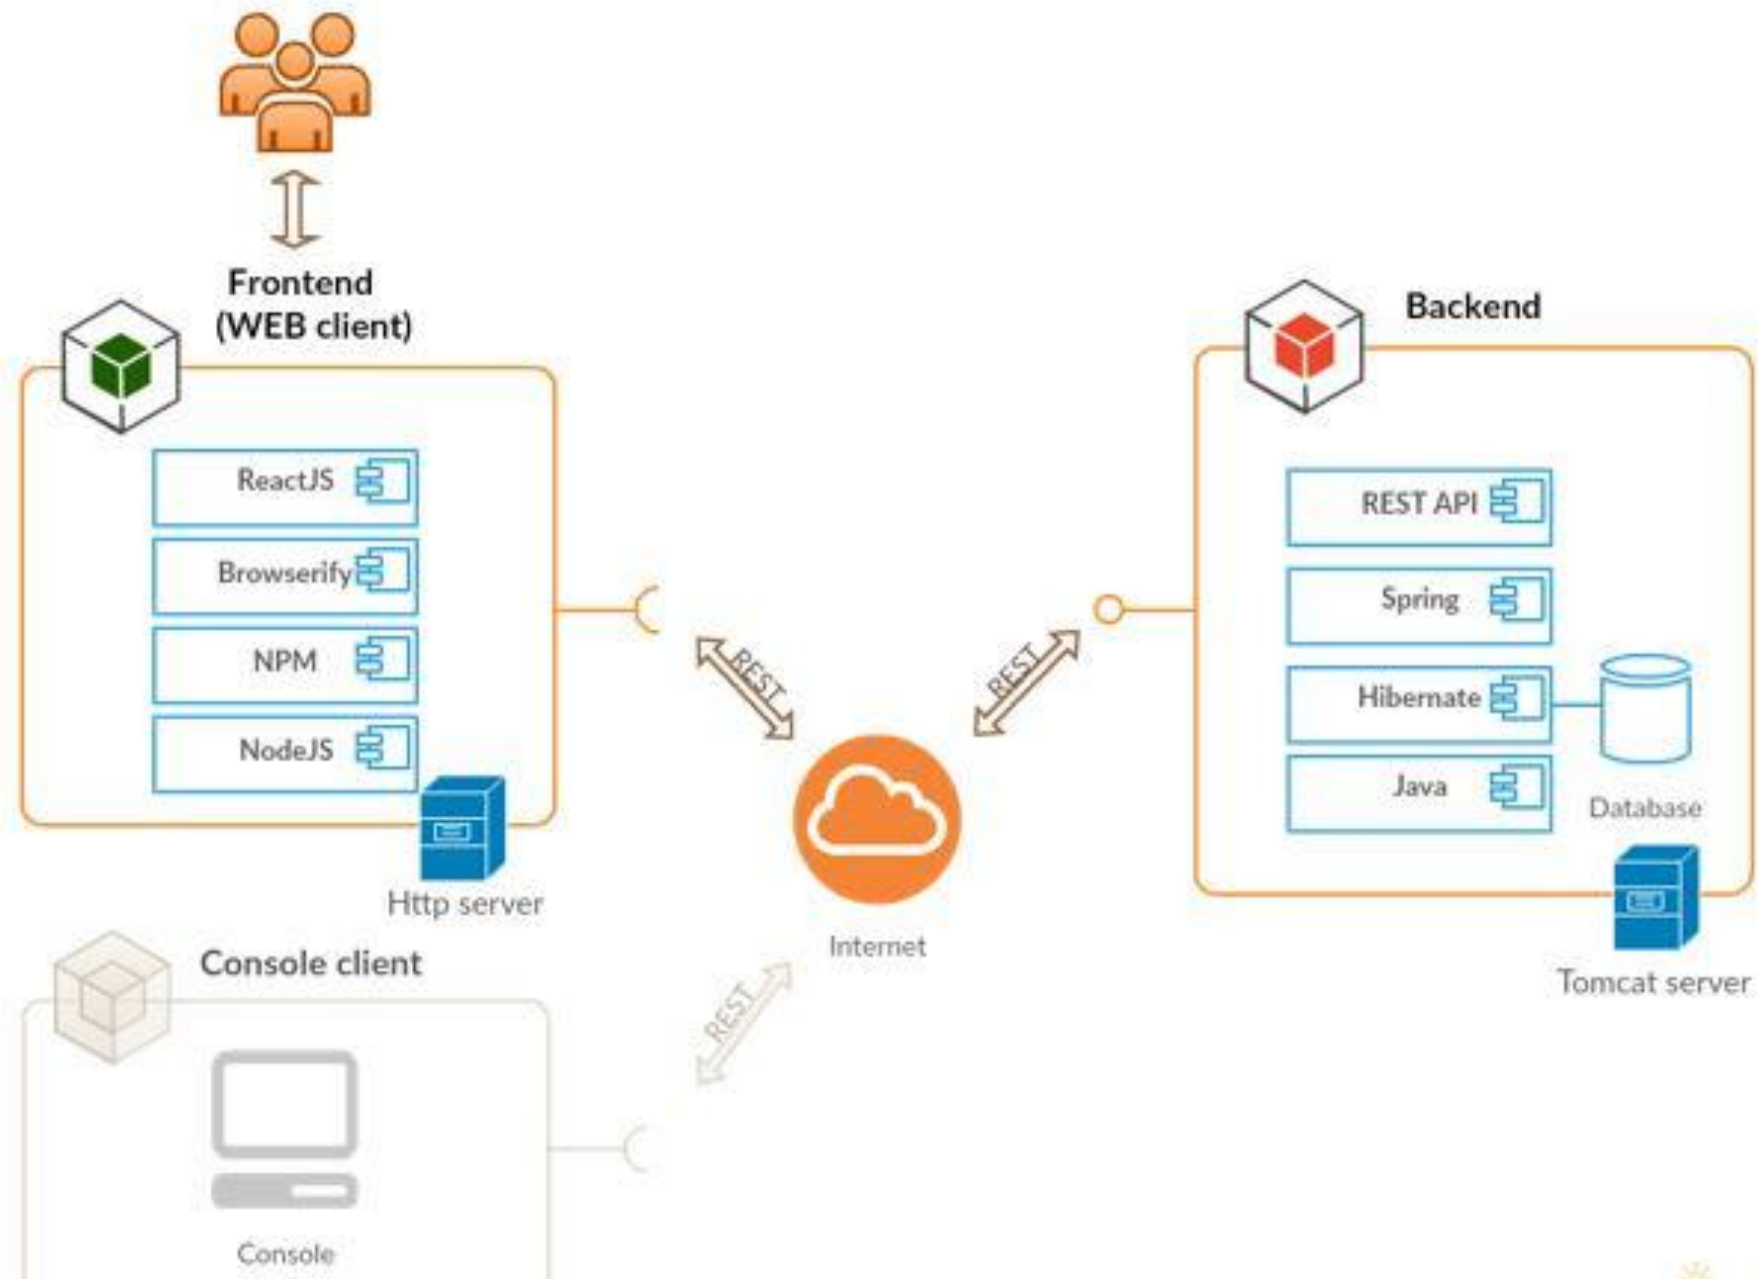 Frontend
(WEB client)
ReactJS
Browserify
NPM
NodeJS
Http server
REST
REST
Internet
Backend
REST API
Spring
Hibernate
Java
Database
Tomcat server
Console client
REST
Console